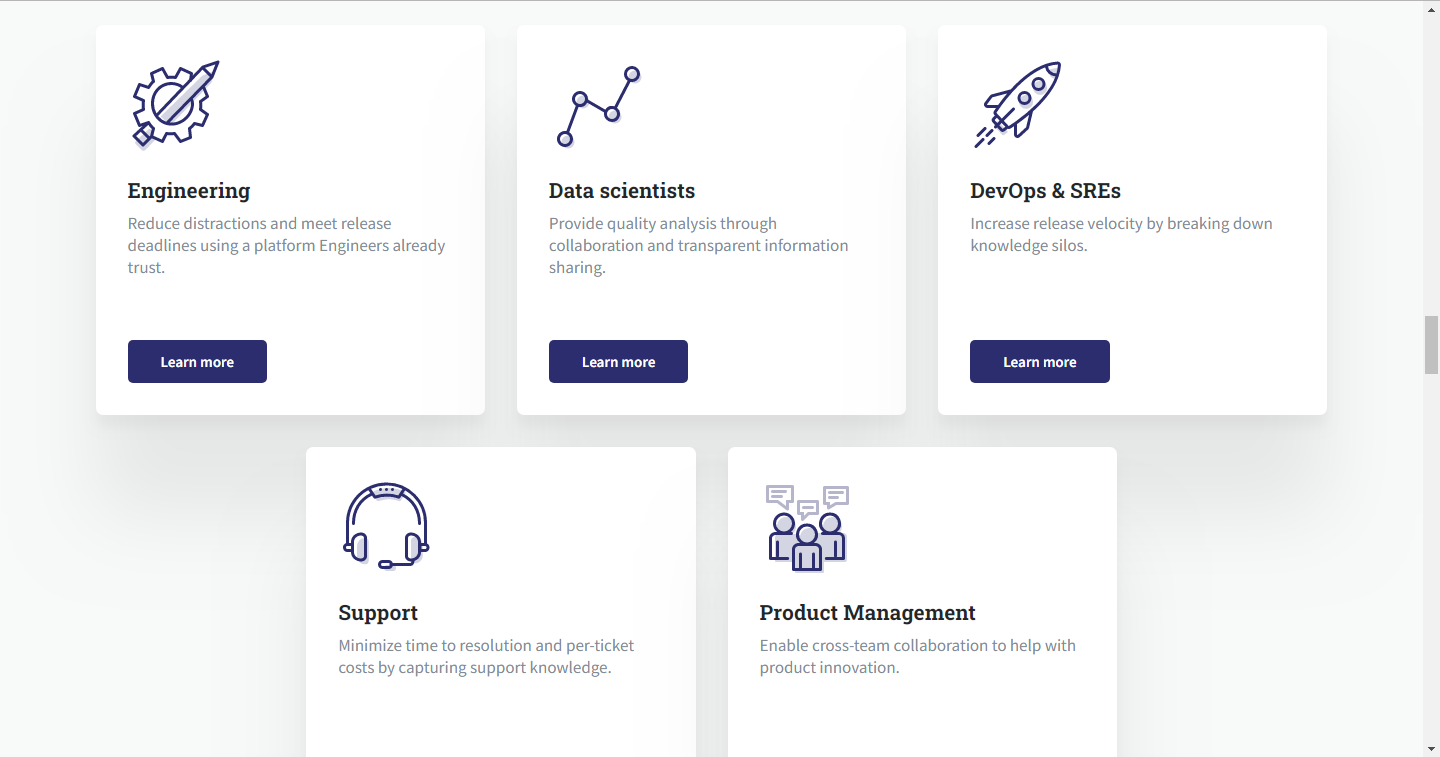 Engineering
Reduce distractions and meet release
deadlines using a platform Engineers already
trust.
Learn more
Data scientists
Provide quality analysis through
collaboration and transparent information
sharing.
Learn more
DevOps & SREs
Increase release velocity by breaking down
knowledge silos.
Learn more
Support
Minimize time to resolution and per-ticket
costs by capturing support knowledge.
Product Management
Enable cross-team collaboration to help with
product innovation.